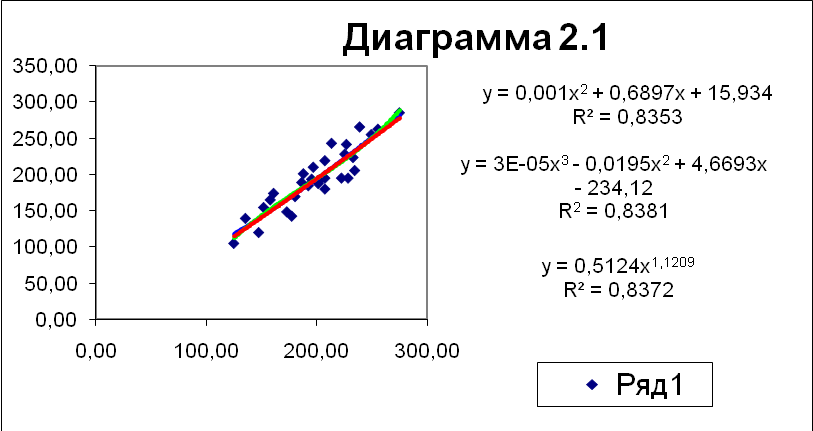 Диаграмма 2.1
350,00
300,00
250,00
200,00
150,00
100,00
50,00
0,00
0,00 100,00 200,00 300,00
y = 0,001x² + 0,6897x + 15,934
R² = 0,8353
y = 3E-05x³ - 0,0195x² + 4,6693x
- 234,12
R² = 0,8381
y = 0,5124x¹,¹²⁰⁹
R² = 0,8372
Ряд1